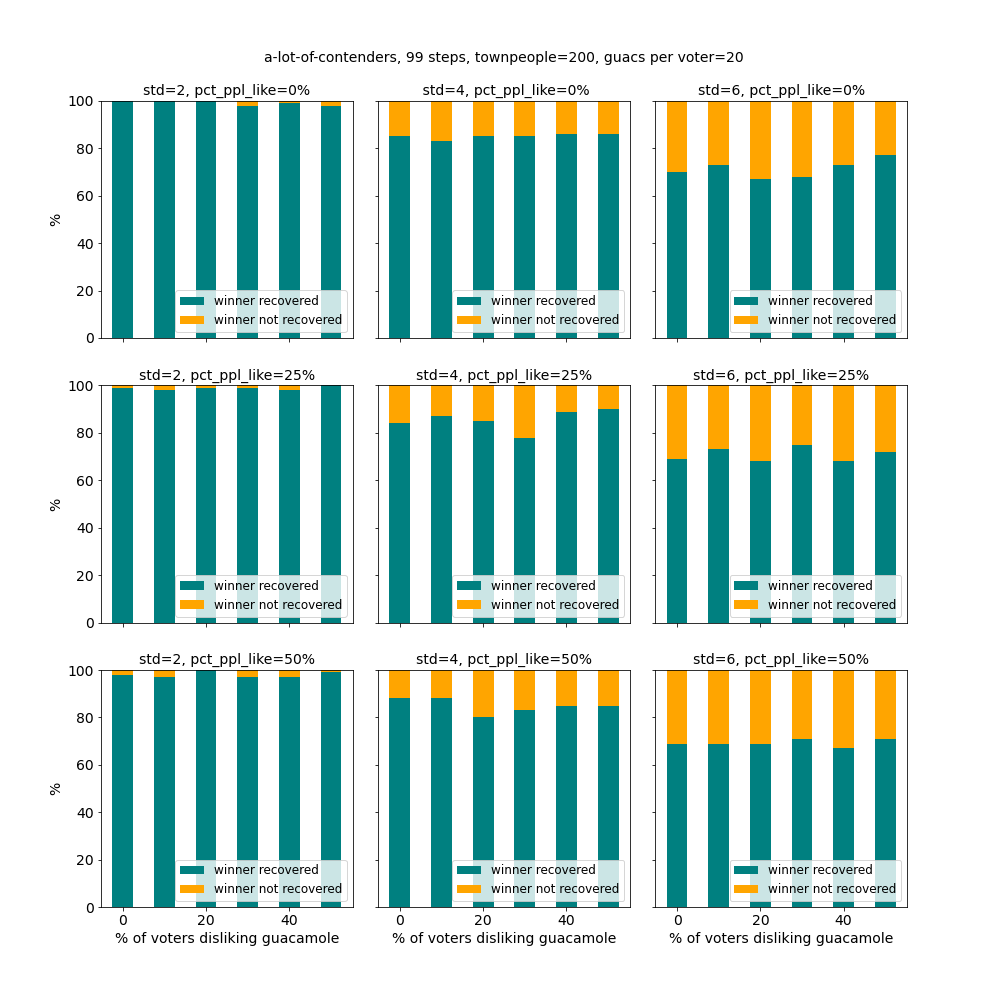 a-lot-of-contenders, 99 steps, townpeople=200, guacs per voter=20
std=2, pct_ppl_like=0%
std=4, pct_ppl_like=0%
std=6, pct_ppl_like=0%
100
80
60
40
20
0
%
winner recovered
winner not recovered
winner recovered
winner not recovered
winner recovered
winner not recovered
std=2, pct_ppl_like=25%
std=4, pct_ppl_like=25%
std=6, pct_ppl_like=25%
100
80
60
40
20
0
%
winner recovered
winner not recovered
winner recovered
winner not recovered
winner recovered
winner not recovered
std=2, pct_ppl_like=50%
std=4, pct_ppl_like=50%
std=6, pct_ppl_like=50%
100
80
60
40
20
0
%
winner recovered
winner not recovered
winner recovered
winner not recovered
winner recovered
winner not recovered
0 20 40
0 20 40
0 20 40
% of voters disliking guacamole
% of voters disliking guacamole
% of voters disliking guacamole